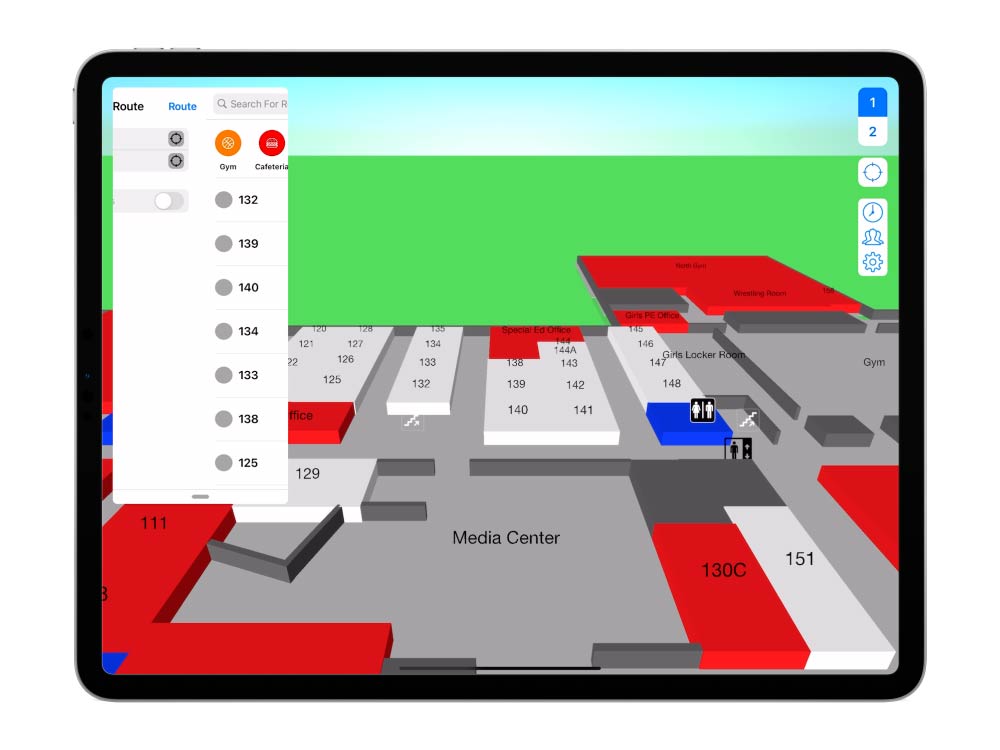 Route
Route
Search For R
Gym
Cafeteria
132
139
140
134
133
138
125
1
2
North Gym
Wrestling Room
Girls PE Office
120
128
135
Special Ed Office
145
121
127
134
144
146
144A
Girls Locker Room
22
126
133
138
143
147
Gym
125
132
139
142
148
ffice
140
141
129
111
Media Center
151
130C